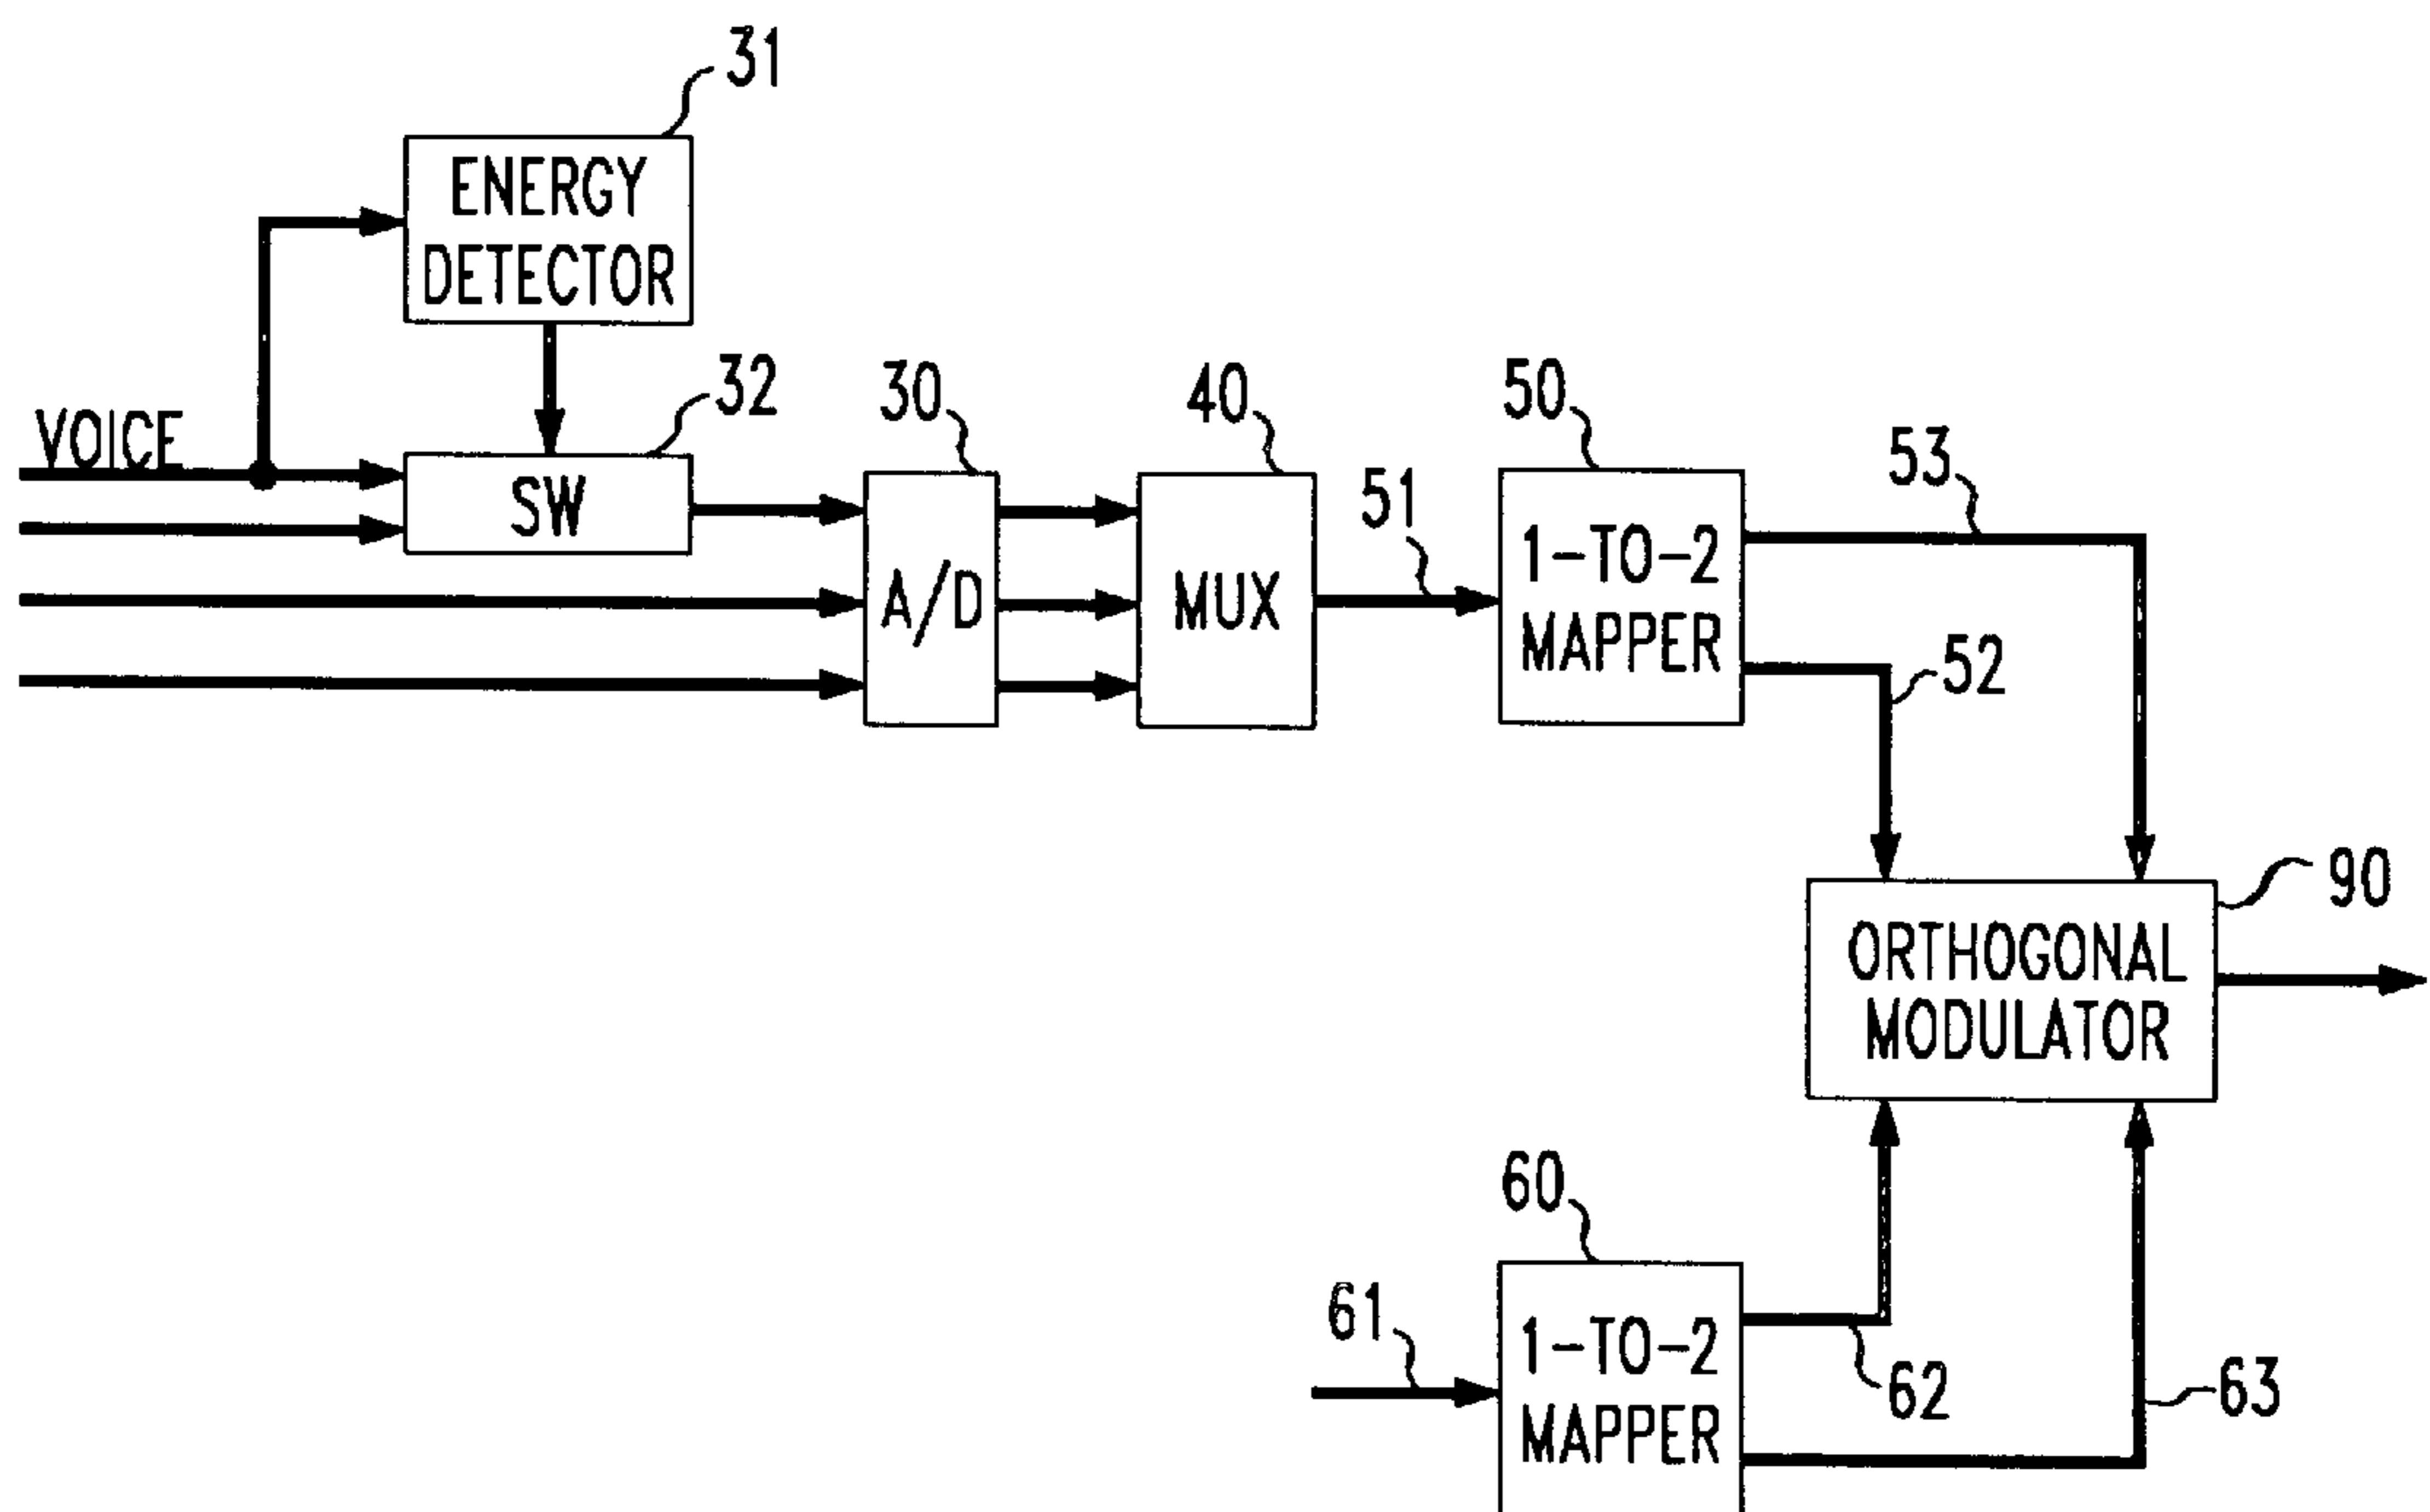 31
ENERGY
DETECTOR
32
VOICE
SW
30
A/D
40
MUX
51
50
1-TO-2
MAPPER
53
52
90
ORTHOGONAL
MODULATOR
60
61
1-TO-2
MAPPER
62
63